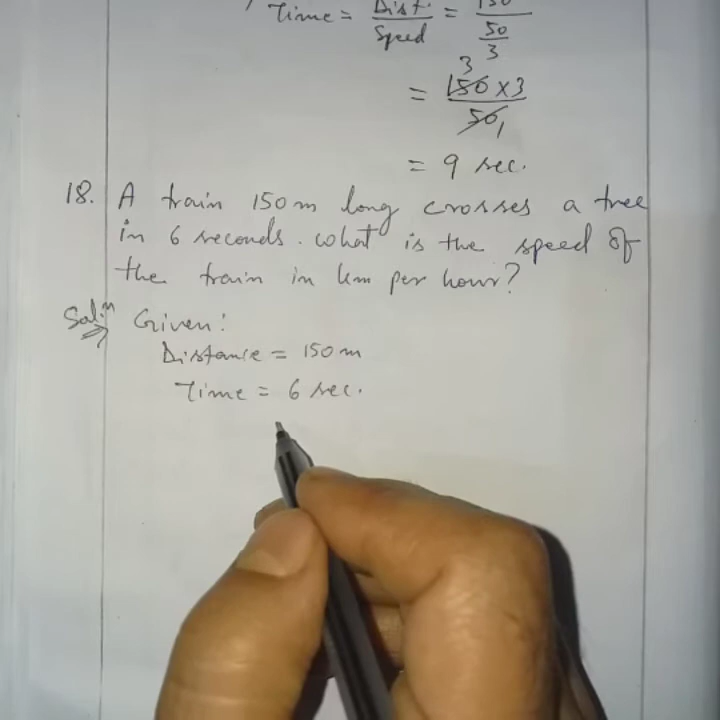 Time = Dist. / Speed = 150 / 50/3
= 150 x 3 / 50 3 1
= 9 sec.
18. A train 150 m long crosses a tree
in 6 seconds. What is the speed of
the train in km per hour?
Sol.n Given:
Distance = 150 m
Time = 6 sec.